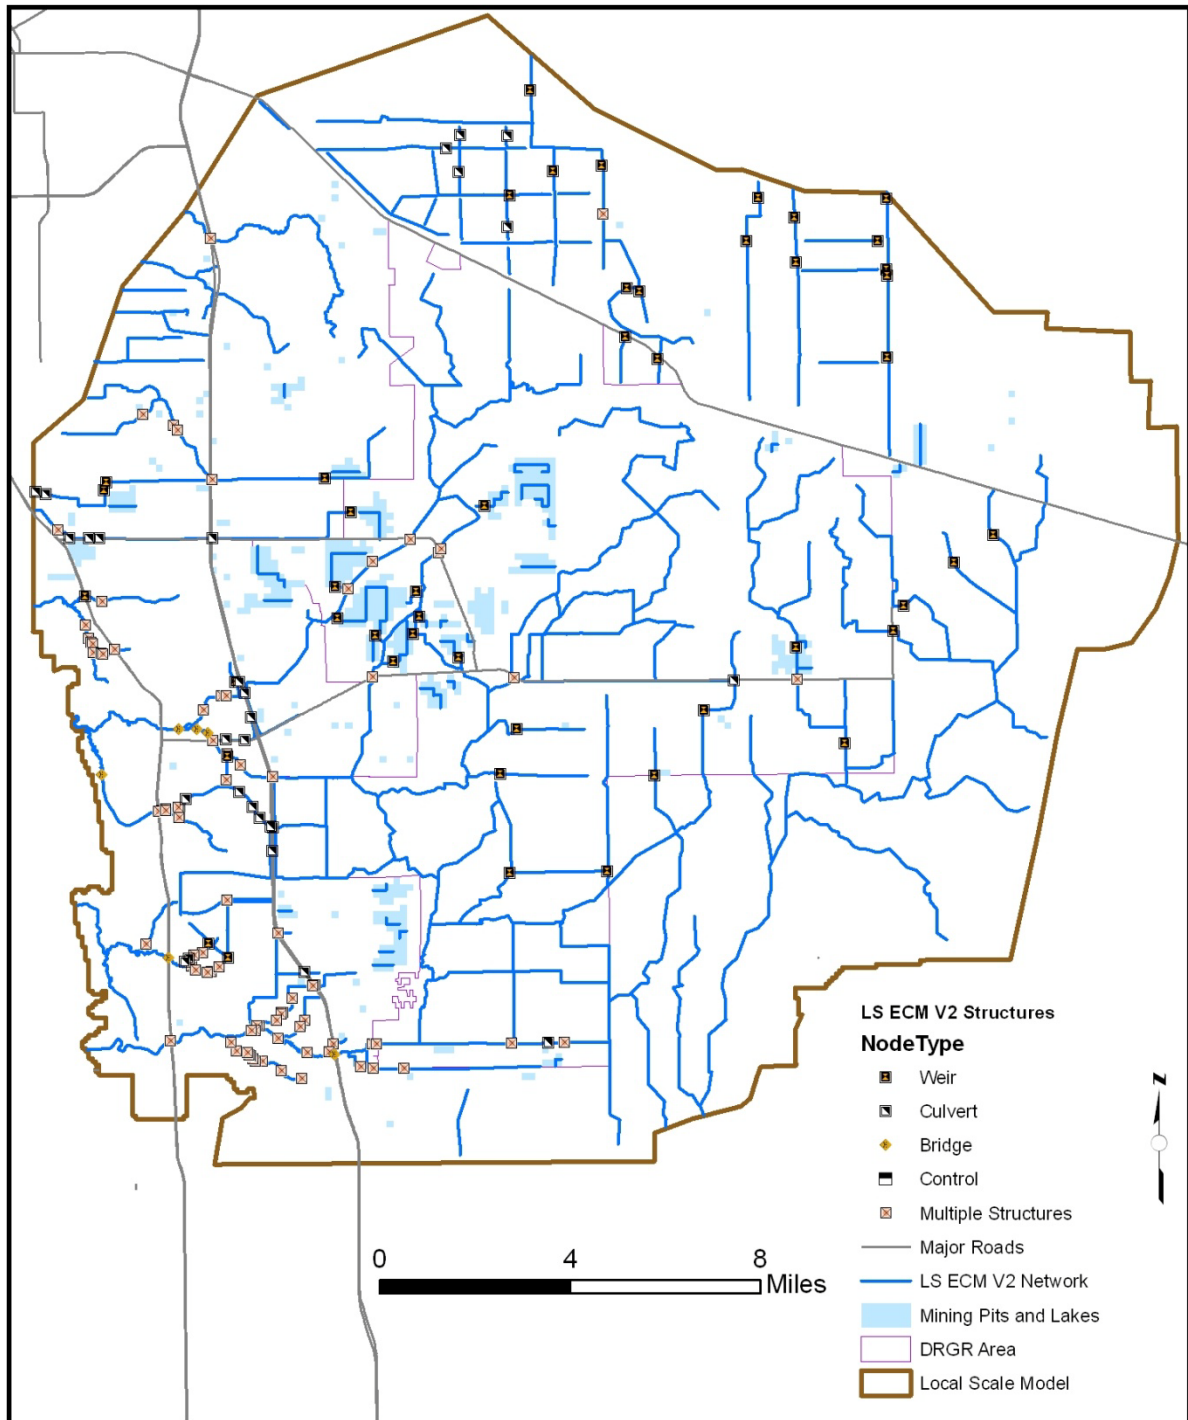 LS ECM V2 Structures
NodeType
Weir
Culvert
Bridge
Control
Multiple Structures
Major Roads
LS ECM V2 Network
Mining Pits and Lakes
DRGR Area
Local Scale Model
N
0 4 8
Miles